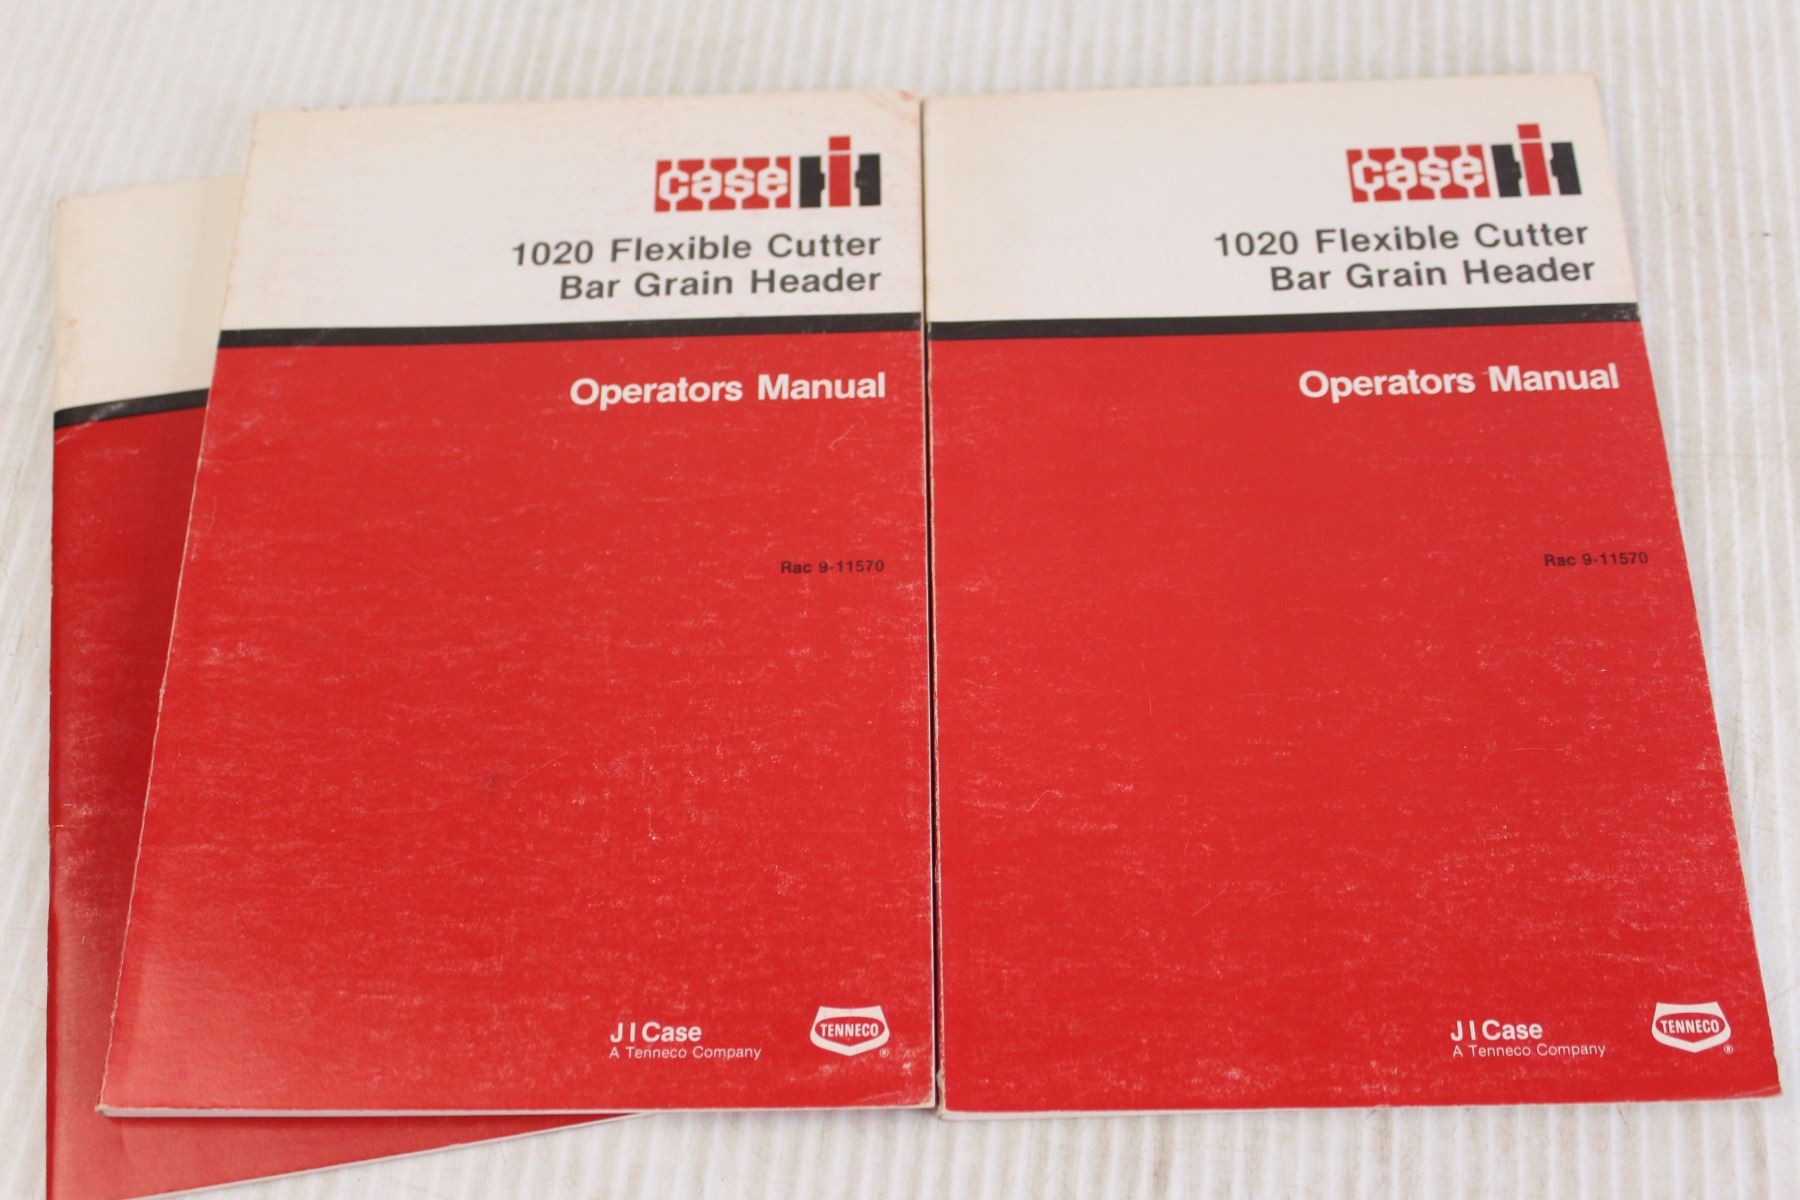 case IH
1020 Flexible Cutter
Bar Grain Header
Operators Manual
Rac 9-11570
J I Case
A Tenneco Company
TENNECO
®
case IH
1020 Flexible Cutter
Bar Grain Header
Operators Manual
Rac 9-11570
J I Case
A Tenneco Company
TENNECO
®